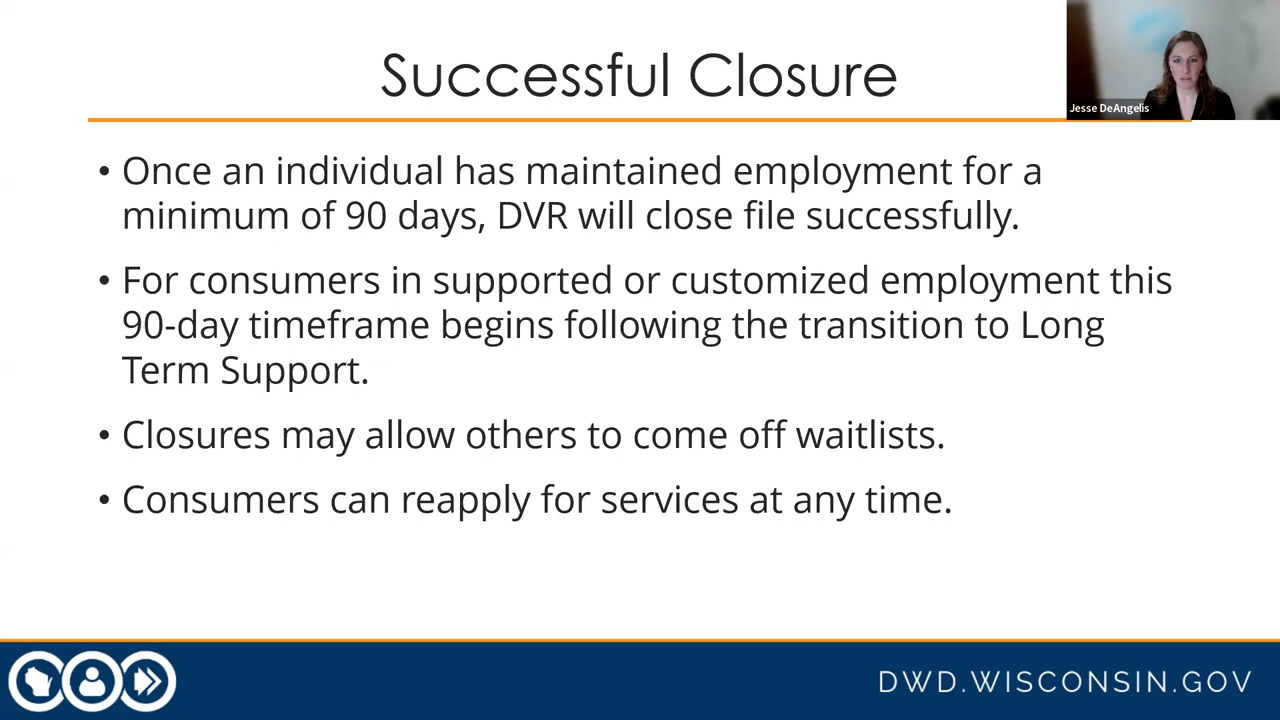 Successful Closure
Jesse DeAngelis
• Once an individual has maintained employment for a
minimum of 90 days, DVR will close file successfully.
• For consumers in supported or customized employment this
90-day timeframe begins following the transition to Long
Term Support.
• Closures may allow others to come off waitlists.
• Consumers can reapply for services at any time.
DWD.WISCONSIN.GOV